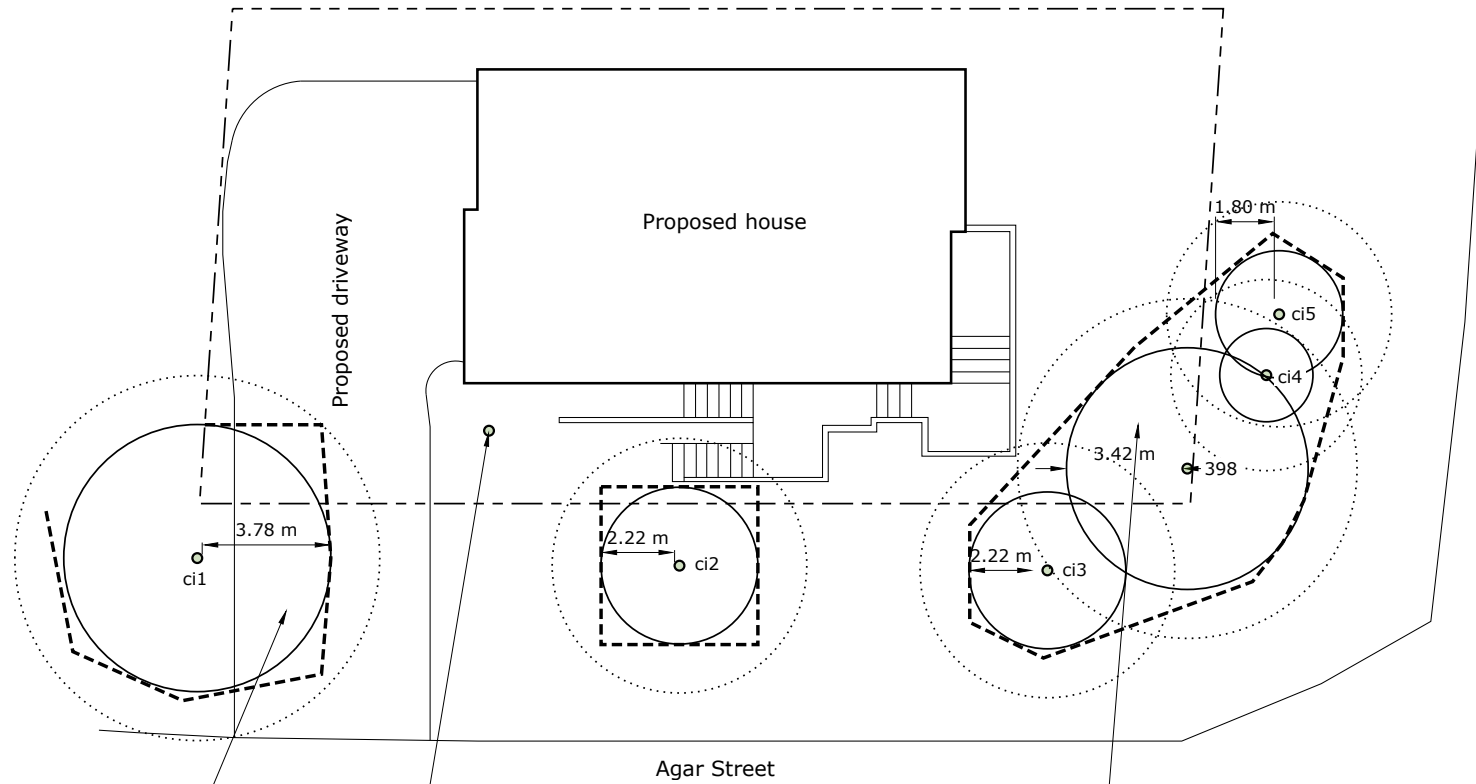 Proposed house
Proposed driveway
1.80 m
ci5
ci4
3.42 m
398
3.78 m
ci1
2.22 m
ci2
2.22 m
ci3
Agar Street